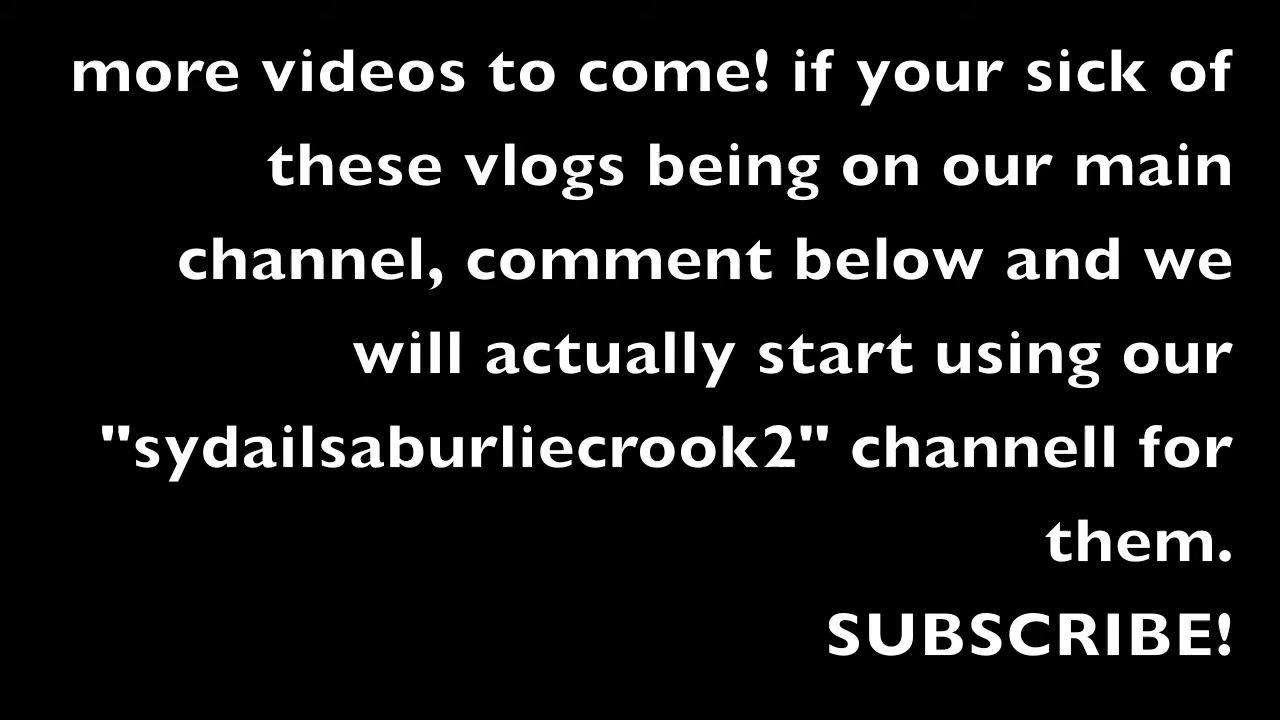 more videos to come! if your sick of
these vlogs being on our main
channel, comment below and we
will actually start using our
"sydailsaburliecrook2" channell for
them.
SUBSCRIBE!